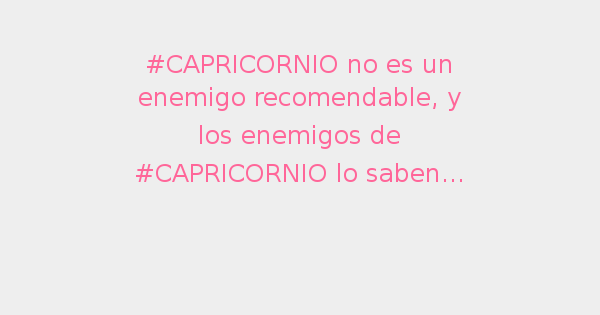 #CAPRICORNIO no es un
enemigo recomendable, y
los enemigos de
#CAPRICORNIO lo saben...